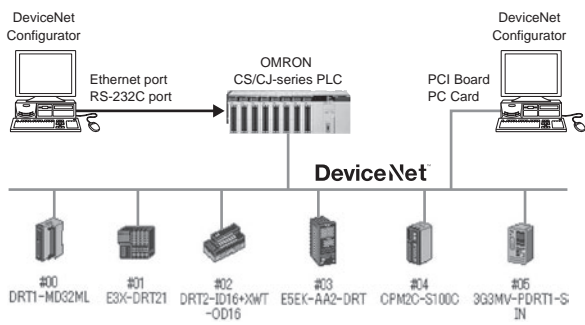 DeviceNet
Configurator
DeviceNet
Configurator
OMRON
CS/CJ-series PLC
Ethernet port
RS-232C port
PCI Board
PC Card
DeviceNet
#00
DRT1-MD32ML
#01
E3X-DRT21
#02
DRT2-ID16+XWT
-OD16
#03
E5EK-AA2-DRT
#04
CPM2C-S100C
#05
3G3MV-PDRT1-S
IN